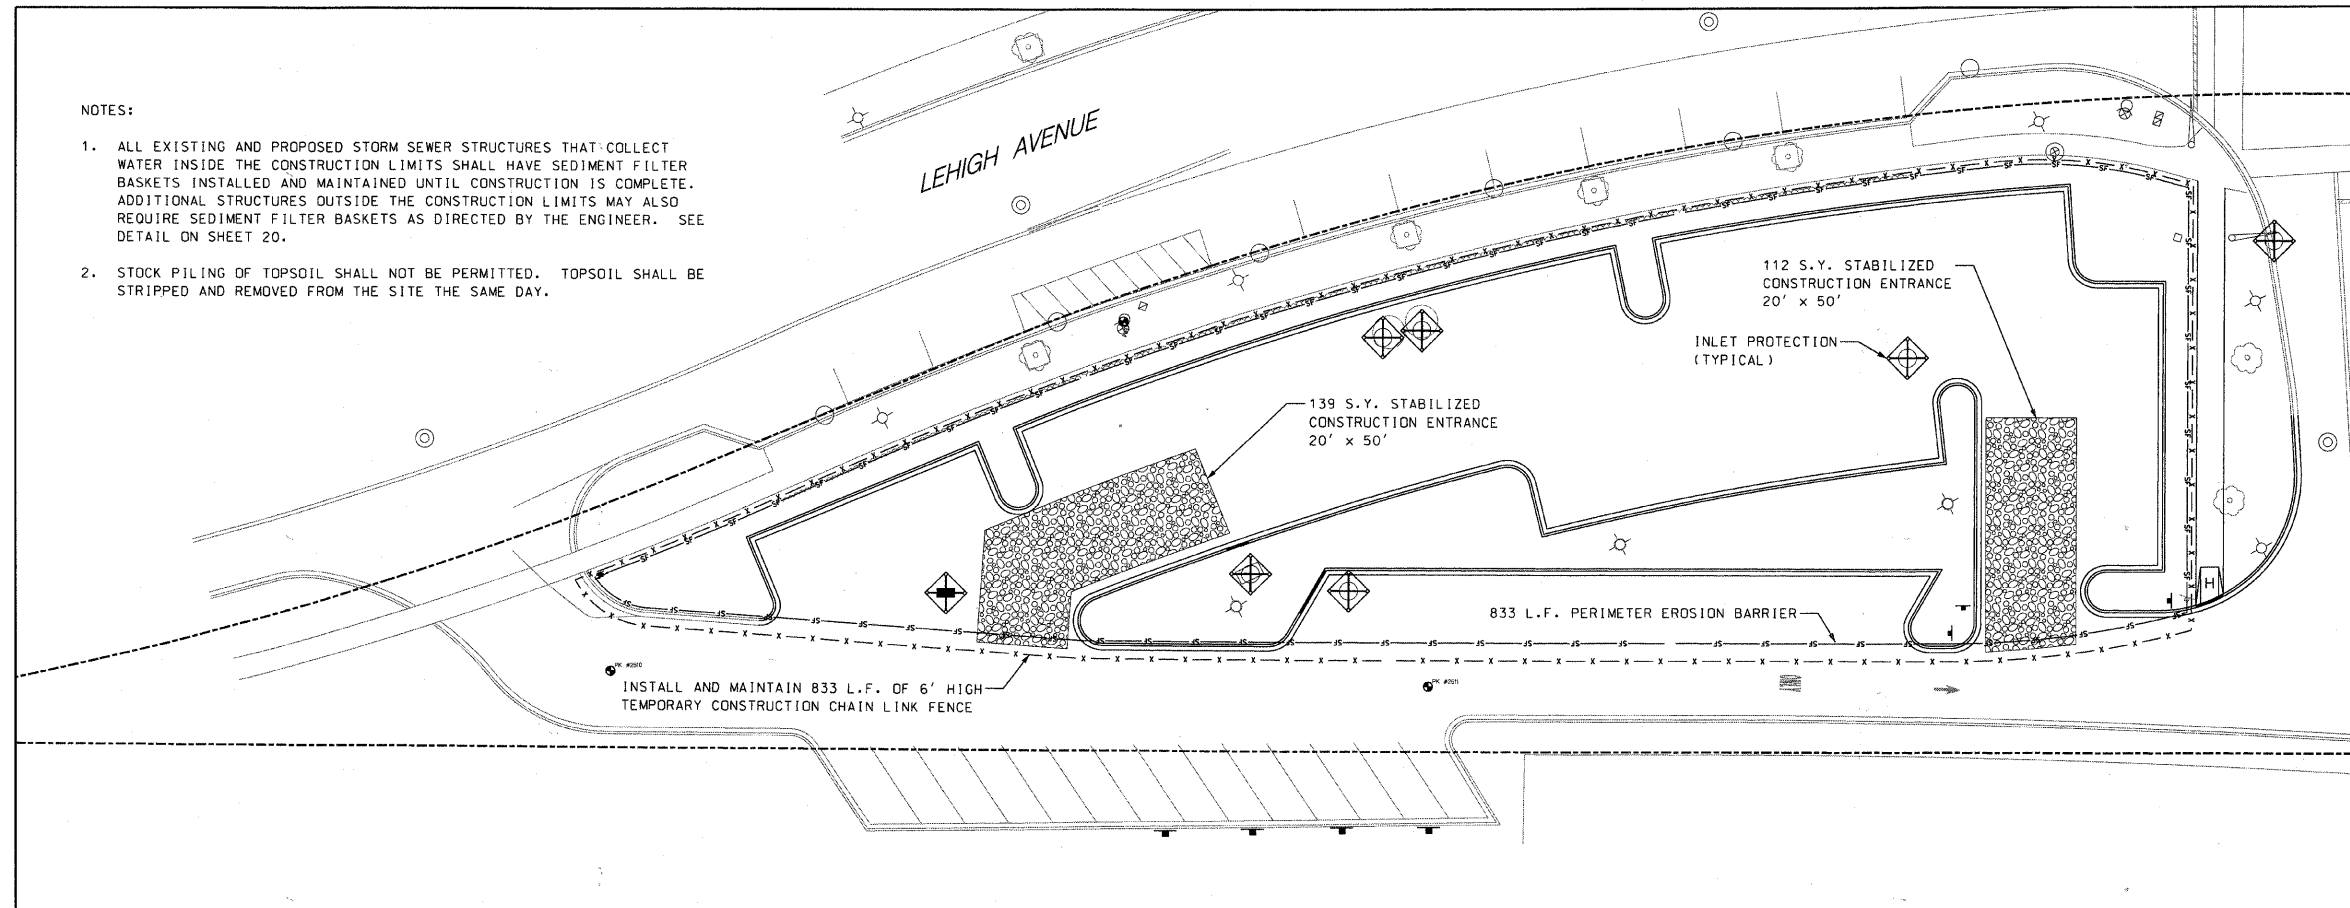 NOTES:
1. ALL EXISTING AND PROPOSED STORM SEWER STRUCTURES THAT COLLECT
WATER INSIDE THE CONSTRUCTION LIMITS SHALL HAVE SEDIMENT FILTER
BASKETS INSTALLED AND MAINTAINED UNTIL CONSTRUCTION IS COMPLETE.
ADDITIONAL STRUCTURES OUTSIDE THE CONSTRUCTION LIMITS MAY ALSO
REQUIRE SEDIMENT FILTER BASKETS AS DIRECTED BY THE ENGINEER. SEE
DETAIL ON SHEET 20.
2. STOCK PILING OF TOPSOIL SHALL NOT BE PERMITTED. TOPSOIL SHALL BE
STRIPPED AND REMOVED FROM THE SITE THE SAME DAY.
LEHIGH AVENUE
112 S.Y. STABILIZED
CONSTRUCTION ENTRANCE
20' x 50'
INLET PROTECTION
(TYPICAL)
139 S.Y. STABILIZED
CONSTRUCTION ENTRANCE
20' x 50'
833 L.F. PERIMETER EROSION BARRIER
H
PK #2510
PK #2511
INSTALL AND MAINTAIN 833 L.F. OF 6' HIGH
TEMPORARY CONSTRUCTION CHAIN LINK FENCE